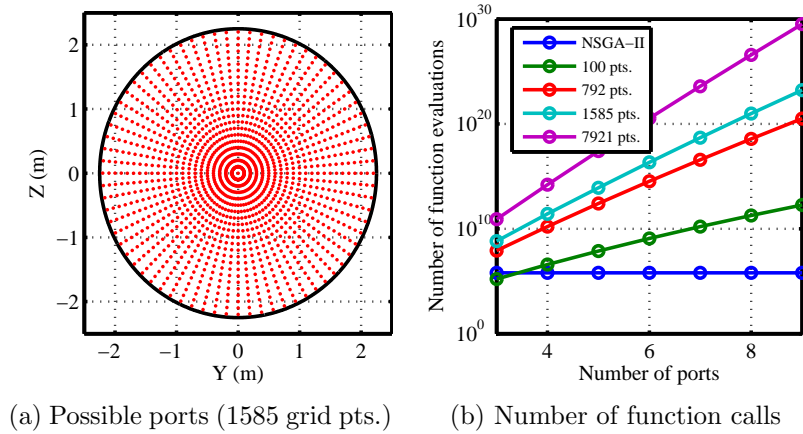 2
1
0
−1
−2
Z (m)
−2 −1 0 1 2
Y (m)
(a) Possible ports (1585 grid pts.)
10^30
10^20
10^10
10^0
Number of function evaluations
NSGA−II
100 pts.
792 pts.
1585 pts.
7921 pts.
4 6 8
Number of ports
(b) Number of function calls